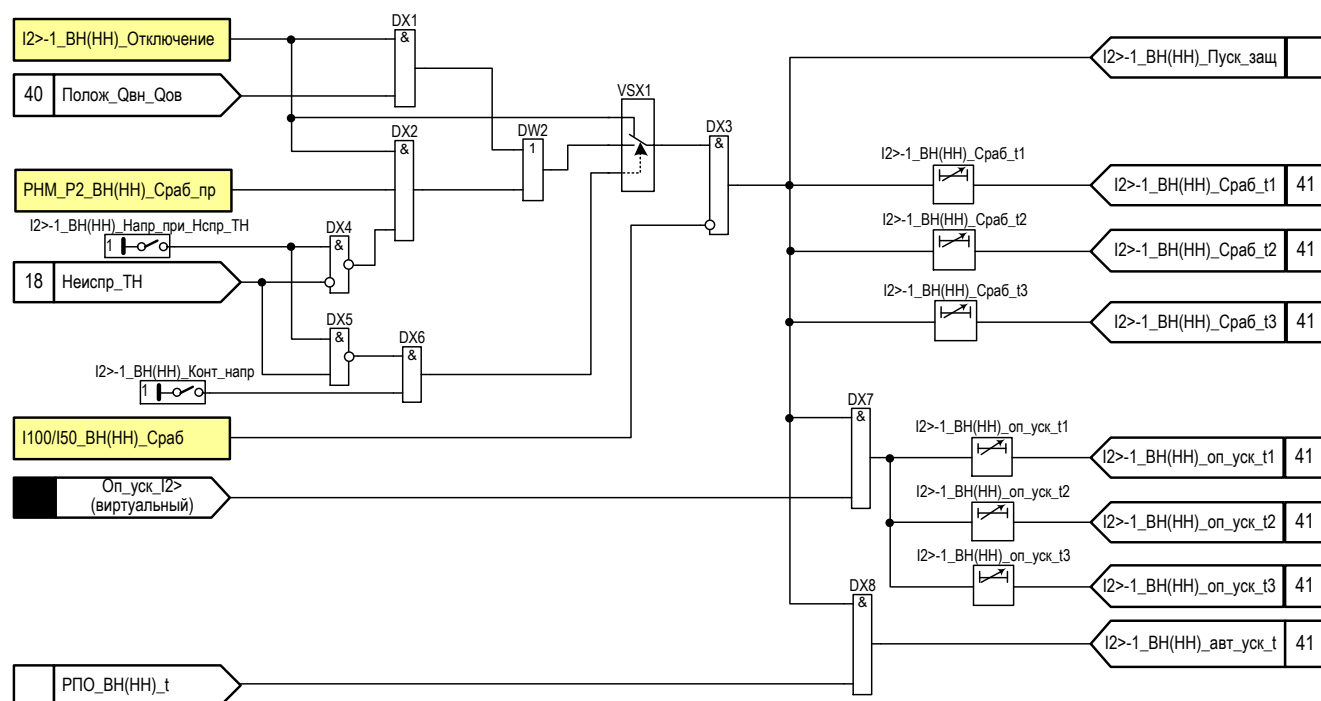 DX1
I2>-1_ВН(НН)_Отключение
&
I2>-1_ВН(НН)_Пуск_защ
40 Полож_Qвн_Qов
VSX1
DX2
DW2
DX3
&
1
&
I2>-1_ВН(НН)_Сраб_t1
РНМ_Р2_ВН(НН)_Сраб_пр
I2>-1_ВН(НН)_Сраб_t1 41
I2>-1_ВН(НН)_Напр_при_Нспр_ТН
DX4
I2>-1_ВН(НН)_Сраб_t2
1
&
I2>-1_ВН(НН)_Сраб_t2 41
18 Неиспр_ТН
I2>-1_ВН(НН)_Сраб_t3
DX5
I2>-1_ВН(НН)_Сраб_t3 41
&
DX6
&
I2>-1_ВН(НН)_Конт_напр
1
DX7
&
I2>-1_ВН(НН)_оп_уск_t1
I100/I50_ВН(НН)_Сраб
I2>-1_ВН(НН)_оп_уск_t1 41
Оп_уск_I2>
(виртуальный)
I2>-1_ВН(НН)_оп_уск_t2
I2>-1_ВН(НН)_оп_уск_t2 41
I2>-1_ВН(НН)_оп_уск_t3
DX8
I2>-1_ВН(НН)_оп_уск_t3 41
&
I2>-1_ВН(НН)_авт_уск_t 41
РПО_ВН(НН)_t